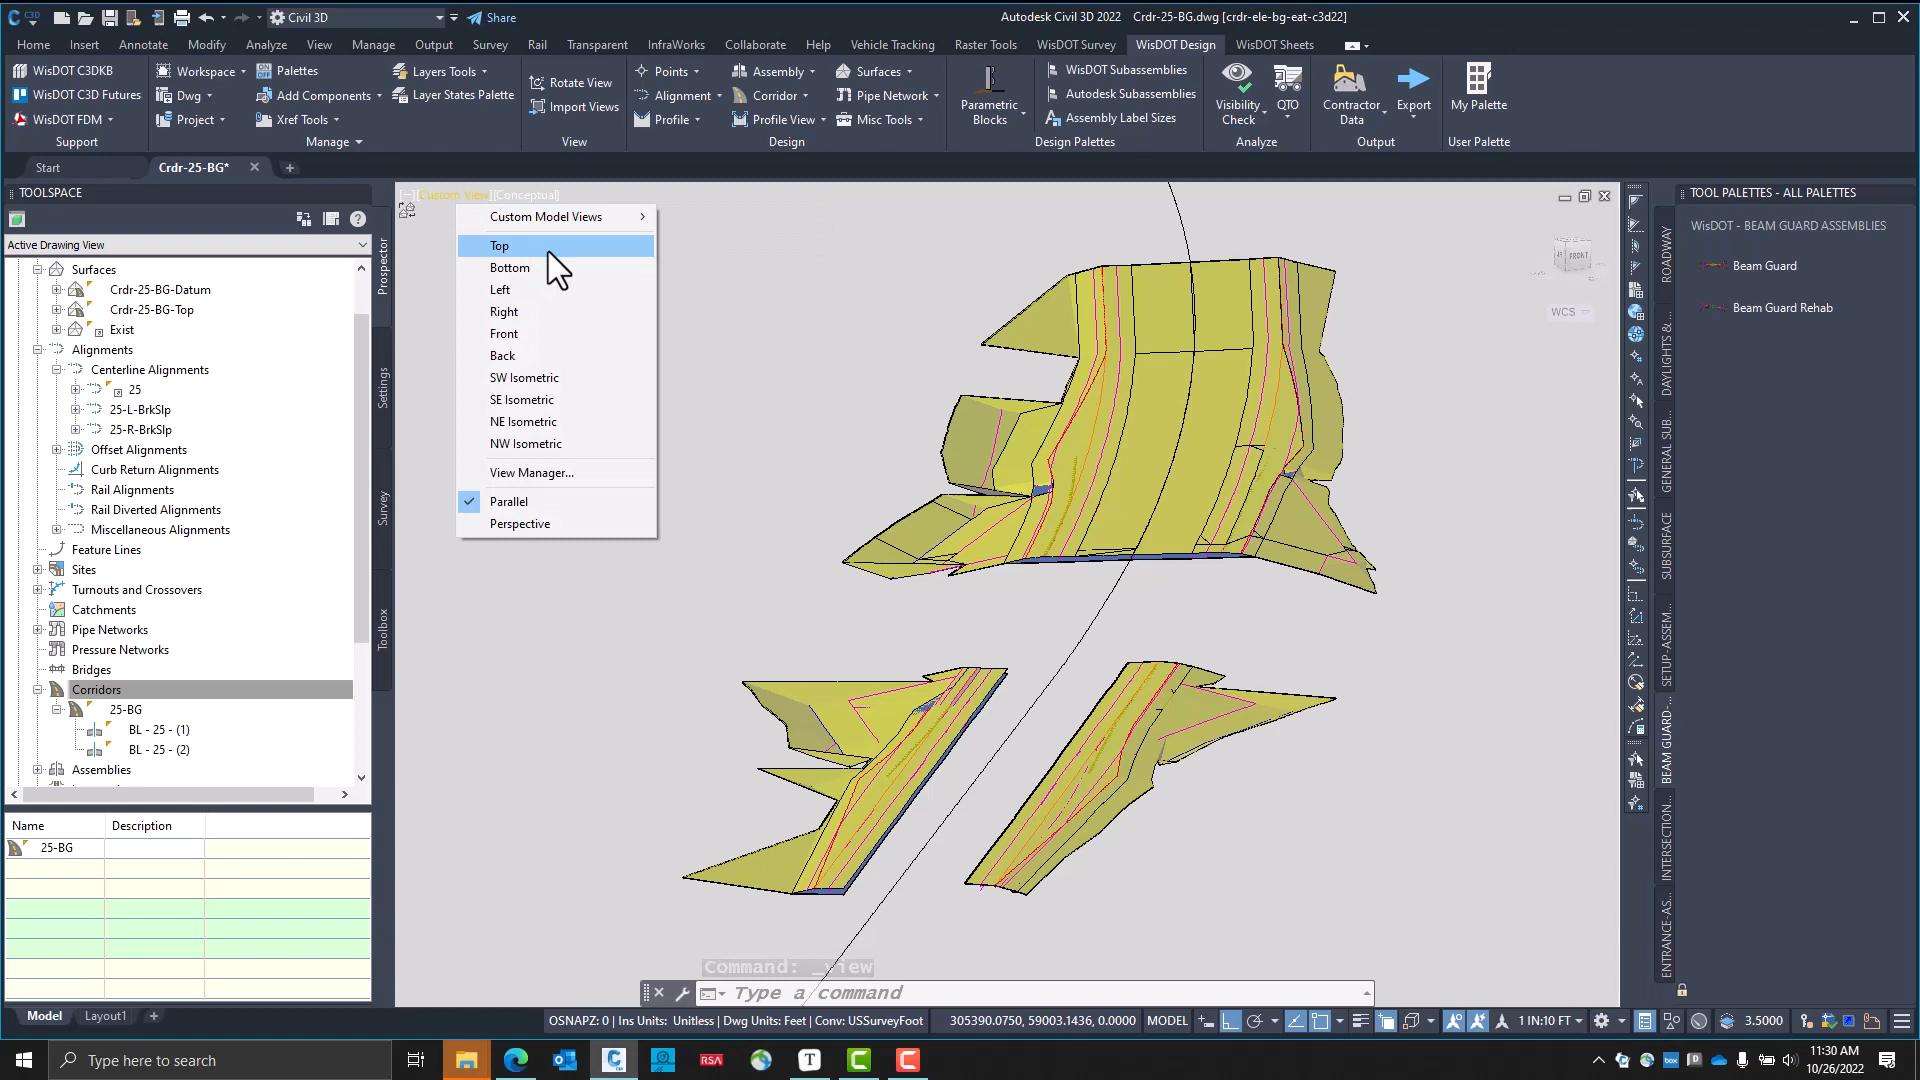 Civil 3D
Share
Autodesk Civil 3D 2022 Crdr-25-BG.dwg [crdr-ele-bg-eat-c3d22]
Home Insert Annotate Modify Analyze View Manage Output Survey Rail Transparent InfraWorks Collaborate Help Vehicle Tracking Raster Tools WisDOT Survey WisDOT Design WisDOT Sheets
WisDOT C3DKB
WisDOT C3D Futures
WisDOT FDM
Support
Workspace
Dwg
Project
Palettes
Add Components
Xref Tools
Layers Tools
Layer States Palette
Manage
Rotate View
Import Views
View
Points
Alignment
Profile
Assembly
Corridor
Profile View
Surfaces
Pipe Network
Misc Tools
Design
Parametric
Blocks
WisDOT Subassemblies
Autodesk Subassemblies
Assembly Label Sizes
Design Palettes
Visibility
Check
QTO
Analyze
Contractor
Data
Export
Output
My Palette
User Palette
Start
Crdr-25-BG*
TOOLSPACE
Active Drawing View
Surfaces
Crdr-25-BG-Datum
Crdr-25-BG-Top
Exist
Alignments
Centerline Alignments
25
25-L-BrkSlp
25-R-BrkSlp
Offset Alignments
Curb Return Alignments
Rail Alignments
Rail Diverted Alignments
Miscellaneous Alignments
Feature Lines
Sites
Turnouts and Crossovers
Catchments
Pipe Networks
Pressure Networks
Bridges
Corridors
25-BG
BL - 25 - (1)
BL - 25 - (2)
Assemblies
Prospector
Settings
Survey
Toolbox
Name Description
25-BG
Model Layout1
[−][Custom View][Conceptual]
Custom Model Views
Top
Bottom
Left
Right
Front
Back
SW Isometric
SE Isometric
NE Isometric
NW Isometric
View Manager...
Parallel
Perspective
FRONT
WCS
Command: _view
Type a command
TOOL PALETTES - ALL PALETTES
WisDOT - BEAM GUARD ASSEMBLIES
Beam Guard
Beam Guard Rehab
ROADWAY
DAYLIGHTS &...
GENERAL SUB...
SUBSURFACE
SETUP-ASSEM...
BEAM GUARD-...
INTERSECTION...
ENTRANCE-AS...
OSNAPZ: 0 | Ins Units: Unitless | Dwg Units: Feet | Conv: USSurveyFoot
305390.0750, 59003.1436, 0.0000 MODEL
1 IN:10 FT
3.5000
Type here to search
RSA
11:30 AM
10/26/2022